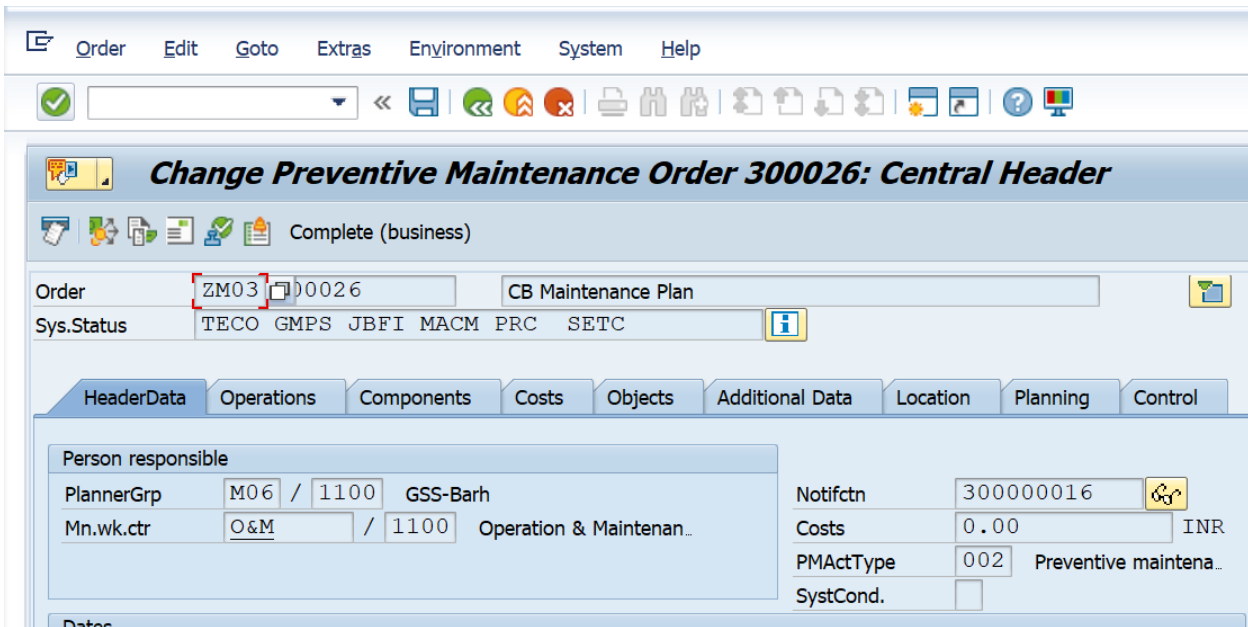 Order Edit Goto Extras Environment System Help
Change Preventive Maintenance Order 300026: Central Header
Complete (business)
Order ZM03 00026 CB Maintenance Plan
Sys.Status TECO GMPS JBFI MACM PRC SETC
HeaderData Operations Components Costs Objects Additional Data Location Planning Control
Person responsible
PlannerGrp M06 / 1100 GSS-Barh Notifctn 300000016
Mn.wk.ctr O&M / 1100 Operation & Maintenan… Costs 0.00 INR
PMActType 002 Preventive maintena…
SystCond.
Dates